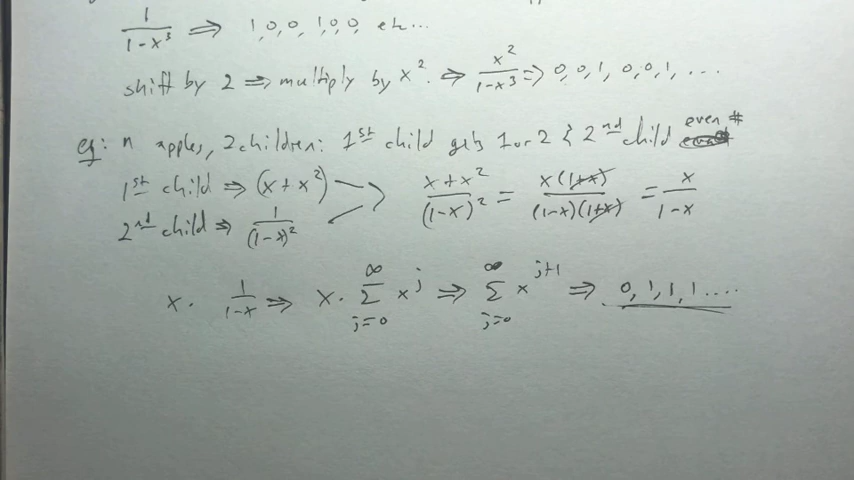 1/(1-x³) ⇒ 1,0,0,1,0,0, etc...
shift by 2 ⇒ multiply by x². ⇒ x²/(1-x³) ⇒ 0,0,1,0,0,1,...
eg: n apples, 2 children: 1st child gets 1 or 2 & 2nd child even #
1st child ⇒ (x + x²)
2nd child ⇒ 1/(1-x)²
(x+x²)/(1-x)² = x(1+x)/((1-x)(1+x)) = x/(1-x)
x · 1/(1-x) ⇒ x · ∑_{j=0}^{∞} x^j ⇒ ∑_{j=0}^{∞} x^{j+1} ⇒ 0,1,1,1....